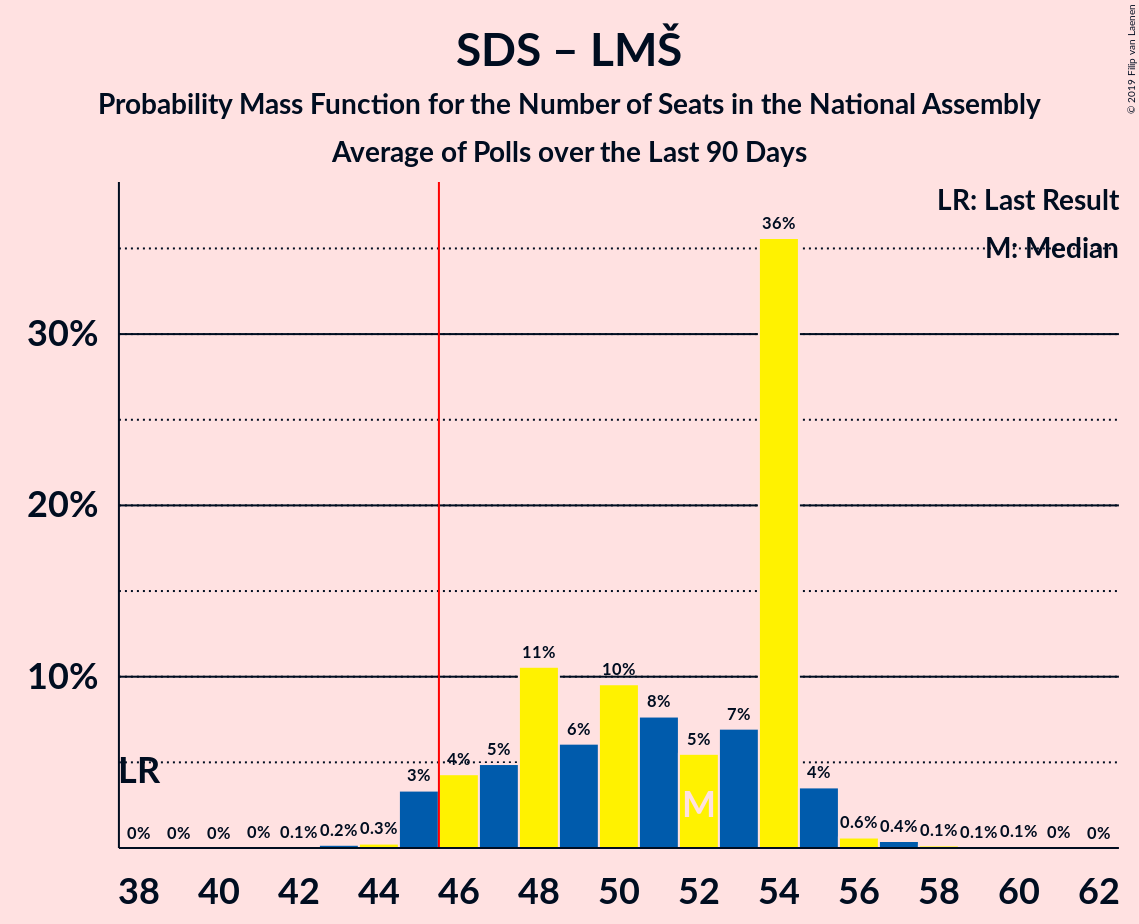 SDS – LMŠ
Probability Mass Function for the Number of Seats in the National Assembly
Average of Polls over the Last 90 Days
© 2019 Filip van Laenen
LR: Last Result
M: Median
30%
20%
10%
LR
M
0% 0% 0% 0% 0.1% 0.2% 0.3% 3% 4% 5% 11% 6% 10% 8% 5% 7% 36% 4% 0.6% 0.4% 0.1% 0.1% 0.1% 0% 0%
38 40 42 44 46 48 50 52 54 56 58 60 62